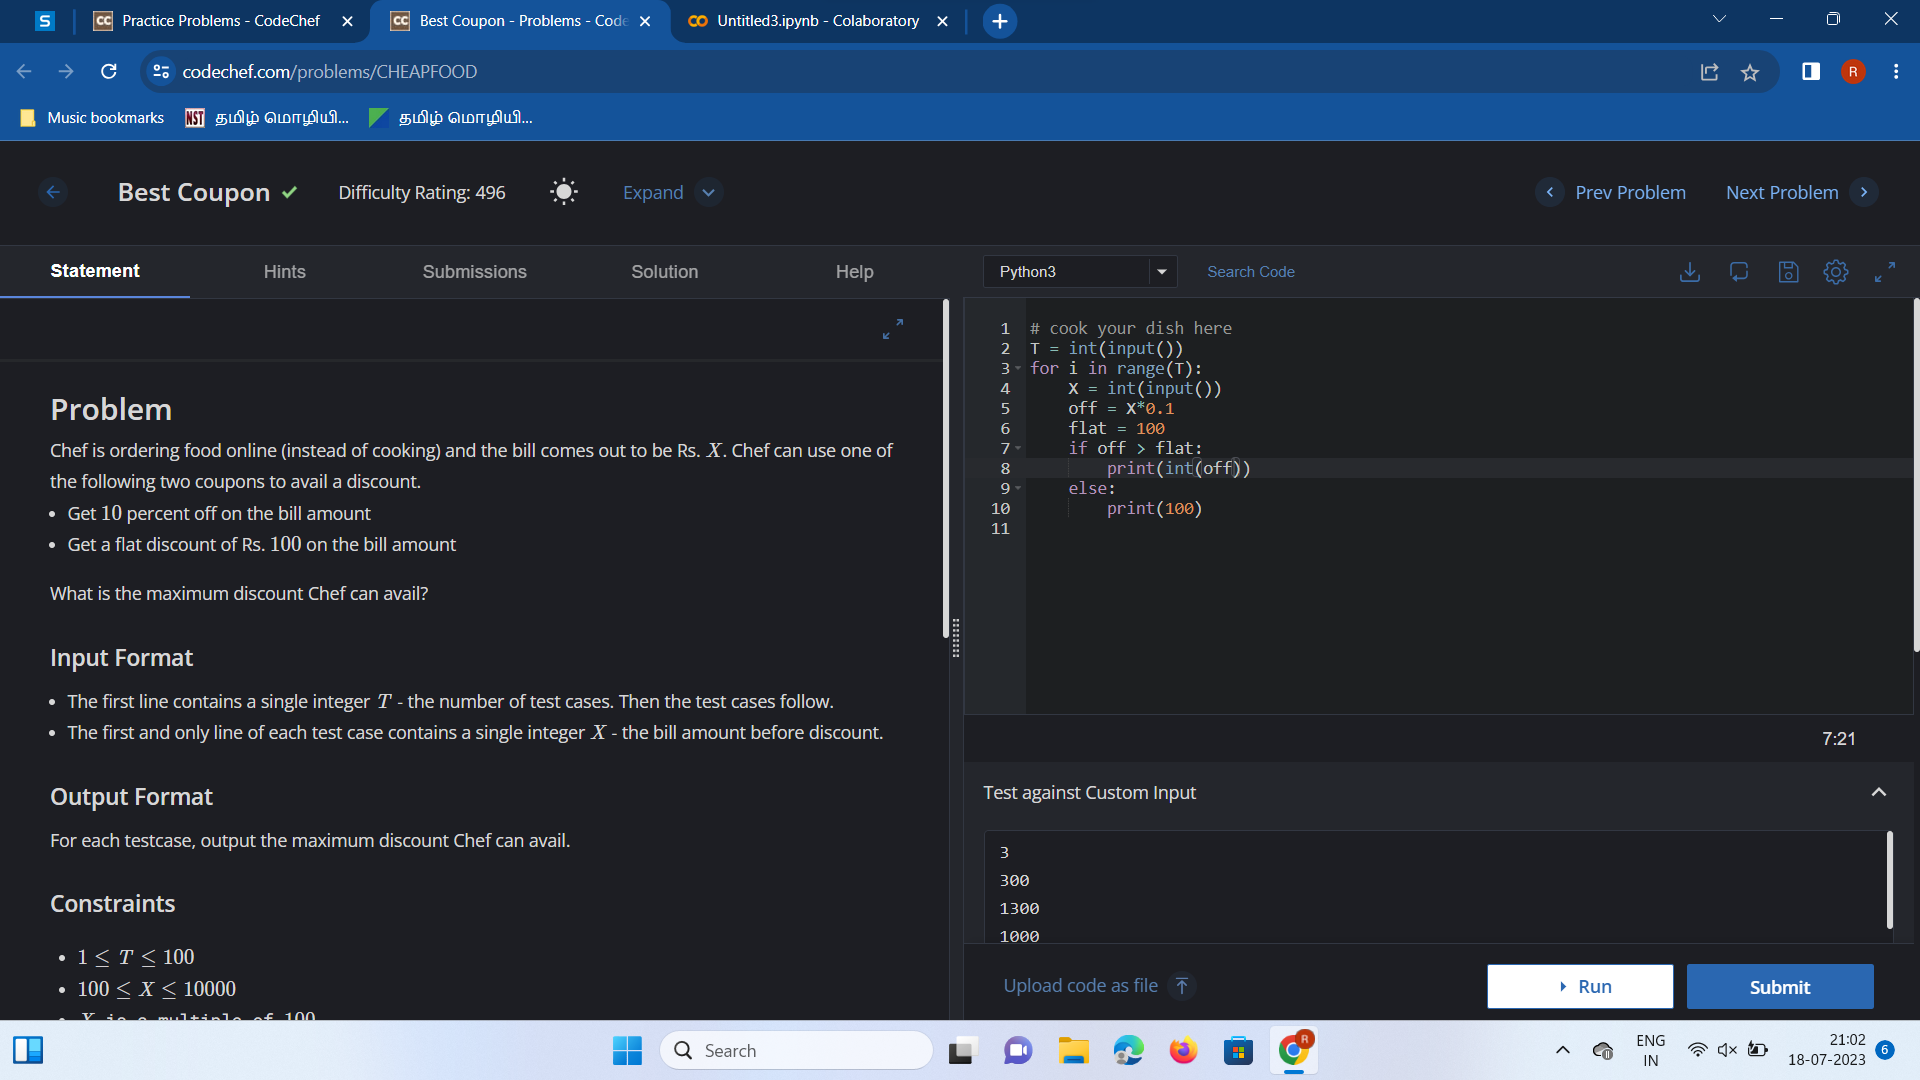 S
CC Practice Problems - CodeChef
CC Best Coupon - Problems - Code
Untitled3.ipynb - Colaboratory
codechef.com/problems/CHEAPFOOD
R
Music bookmarks
NST தமிழ் மொழியி...
தமிழ் மொழியி...
Best Coupon
Difficulty Rating: 496
Expand
Prev Problem
Next Problem
Statement
Hints
Submissions
Solution
Help
Problem
Chef is ordering food online (instead of cooking) and the bill comes out to be Rs. X. Chef can use one of
the following two coupons to avail a discount.
• Get 10 percent off on the bill amount
• Get a flat discount of Rs. 100 on the bill amount
What is the maximum discount Chef can avail?
Input Format
• The first line contains a single integer T - the number of test cases. Then the test cases follow.
• The first and only line of each test case contains a single integer X - the bill amount before discount.
Output Format
For each testcase, output the maximum discount Chef can avail.
Constraints
• 1 ≤ T ≤ 100
• 100 ≤ X ≤ 10000
• X is a multiple of 100
Python3
Search Code
1 # cook your dish here
2 T = int(input())
3 for i in range(T):
4 X = int(input())
5 off = X*0.1
6 flat = 100
7 if off > flat:
8 print(int(off))
9 else:
10 print(100)
11
7:21
Test against Custom Input
3
300
1300
1000
Upload code as file
Run
Submit
Search
R
ENG
IN
21:02
18-07-2023
6